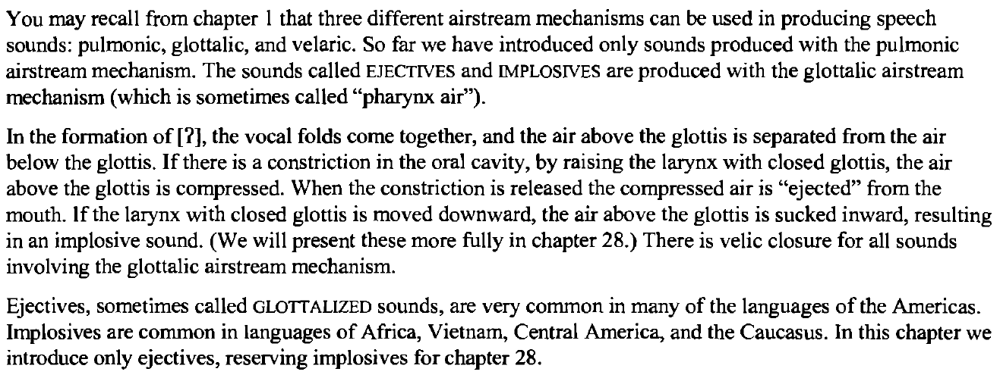 You may recall from chapter 1 that three different airstream mechanisms can be used in producing speech
sounds: pulmonic, glottalic, and velaric. So far we have introduced only sounds produced with the pulmonic
airstream mechanism. The sounds called EJECTIVES and IMPLOSIVES are produced with the glottalic airstream
mechanism (which is sometimes called “pharynx air”).
In the formation of [ʔ], the vocal folds come together, and the air above the glottis is separated from the air
below the glottis. If there is a constriction in the oral cavity, by raising the larynx with closed glottis, the air
above the glottis is compressed. When the constriction is released the compressed air is “ejected” from the
mouth. If the larynx with closed glottis is moved downward, the air above the glottis is sucked inward, resulting
in an implosive sound. (We will present these more fully in chapter 28.) There is velic closure for all sounds
involving the glottalic airstream mechanism.
Ejectives, sometimes called GLOTTALIZED sounds, are very common in many of the languages of the Americas.
Implosives are common in languages of Africa, Vietnam, Central America, and the Caucasus. In this chapter we
introduce only ejectives, reserving implosives for chapter 28.